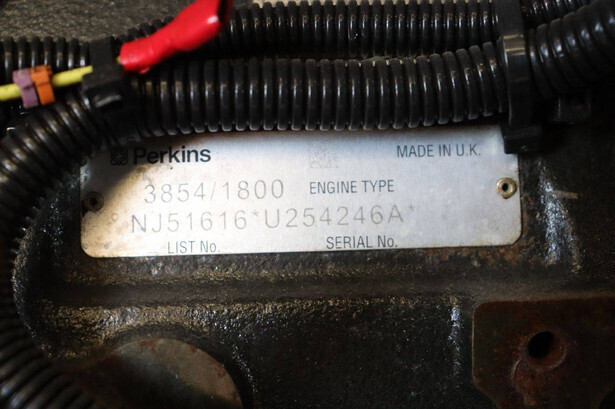 Perkins MADE IN U.K.
3854/1800 ENGINE TYPE
NJ51616*U254246A*
LIST No. SERIAL No.